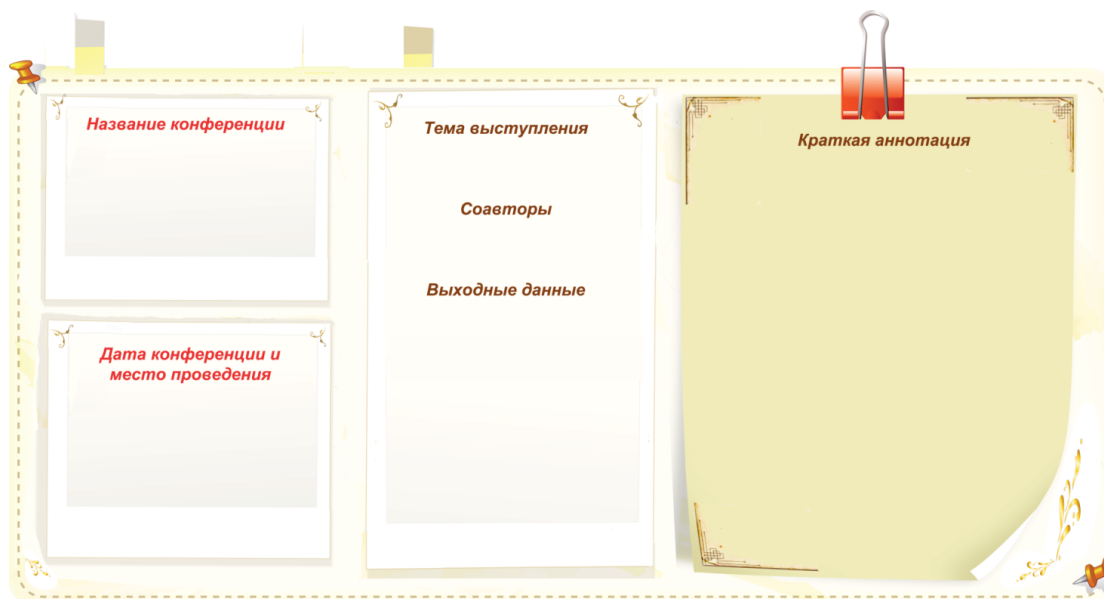 Название конференции
Дата конференции и
место проведения
Тема выступления
Соавторы
Выходные данные
Краткая аннотация